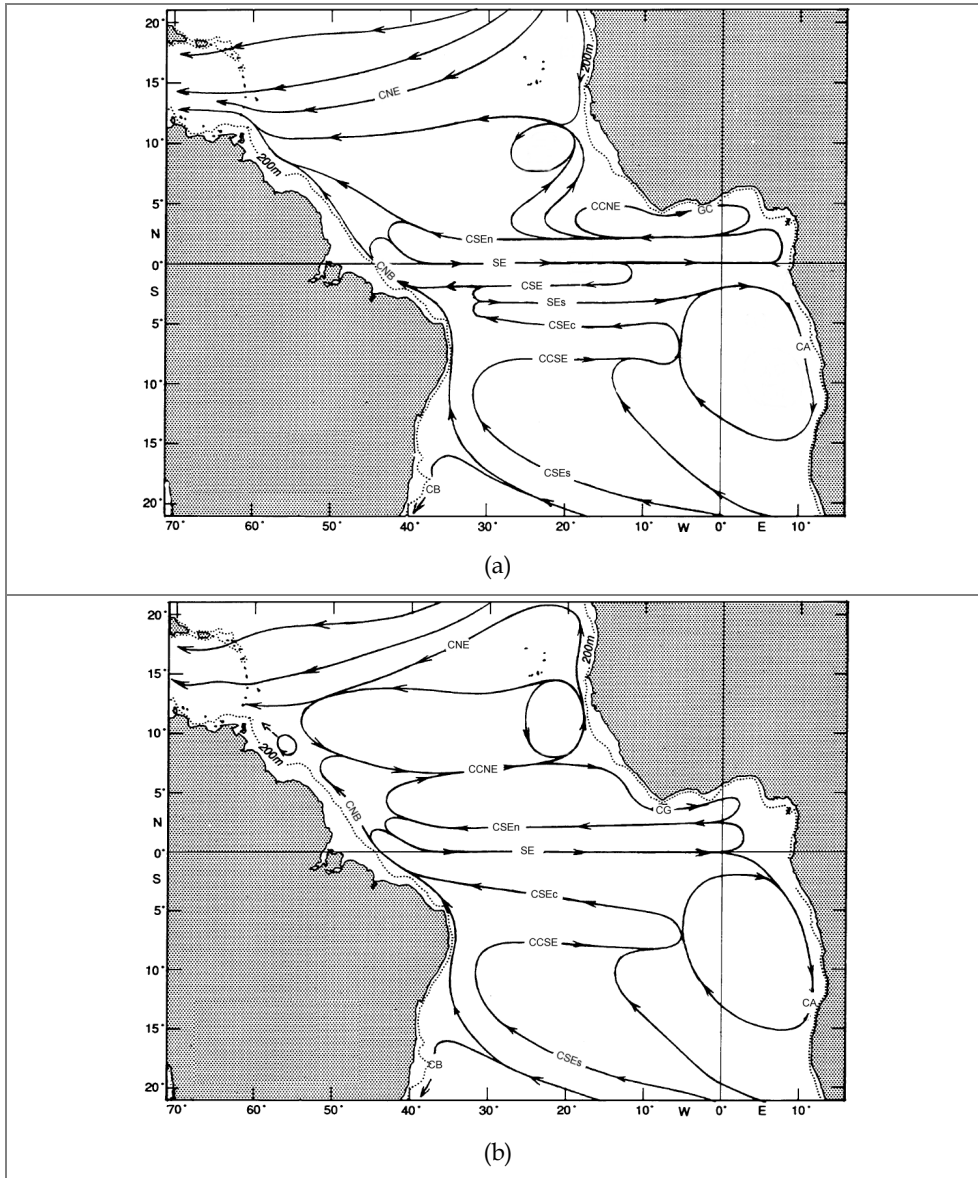 20°
15°
10°
5°
N
0°
S
5°
10°
15°
20°
200m
CNE
200m
CCNE
GC
CSEn
CNB
SE
CSE
SEs
CSEc
CCSE
CA
CSEs
CB
70° 60° 50° 40° 30° 20° 10° W 0° E 10°
(a)
20°
15°
10°
5°
N
0°
S
5°
10°
15°
20°
CNE
200m
200m
CCNE
CNB
CG
CSEn
SE
CSEc
CCSE
CA
CSEs
CB
70° 60° 50° 40° 30° 20° 10° W 0° E 10°
(b)